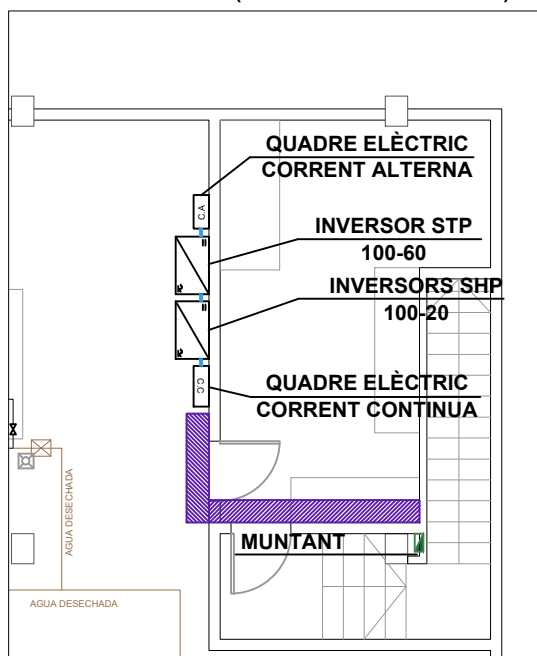 QUADRE ELÈCTRIC
CORRENT ALTERNA
C.A
INVERSOR STP
100-60
INVERSORS SHP
100-20
QUADRE ELÈCTRIC
CORRENT CONTINUA
C.C
AGUA DESECHADA
MUNTANT
AGUA DESECHADA